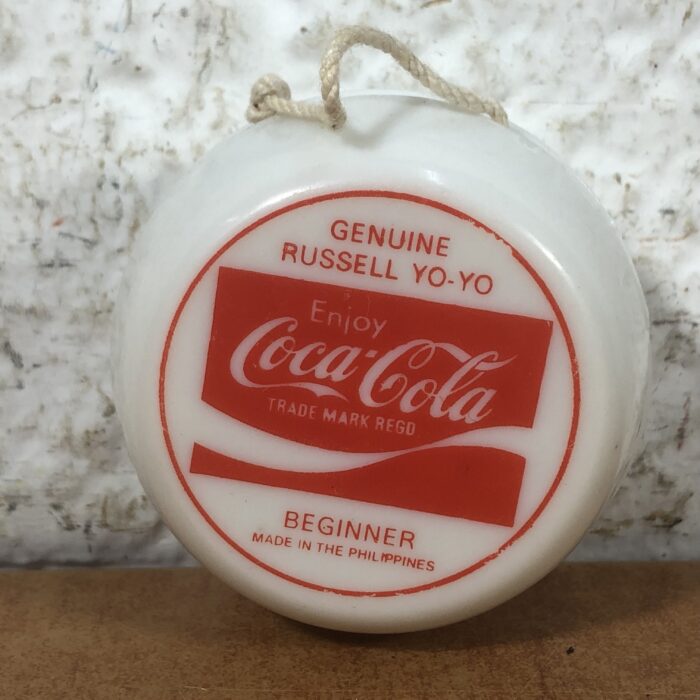 GENUINE
RUSSELL YO-YO
Enjoy
Coca-Cola
TRADE MARK REGD
BEGINNER
MADE IN THE PHILIPPINES